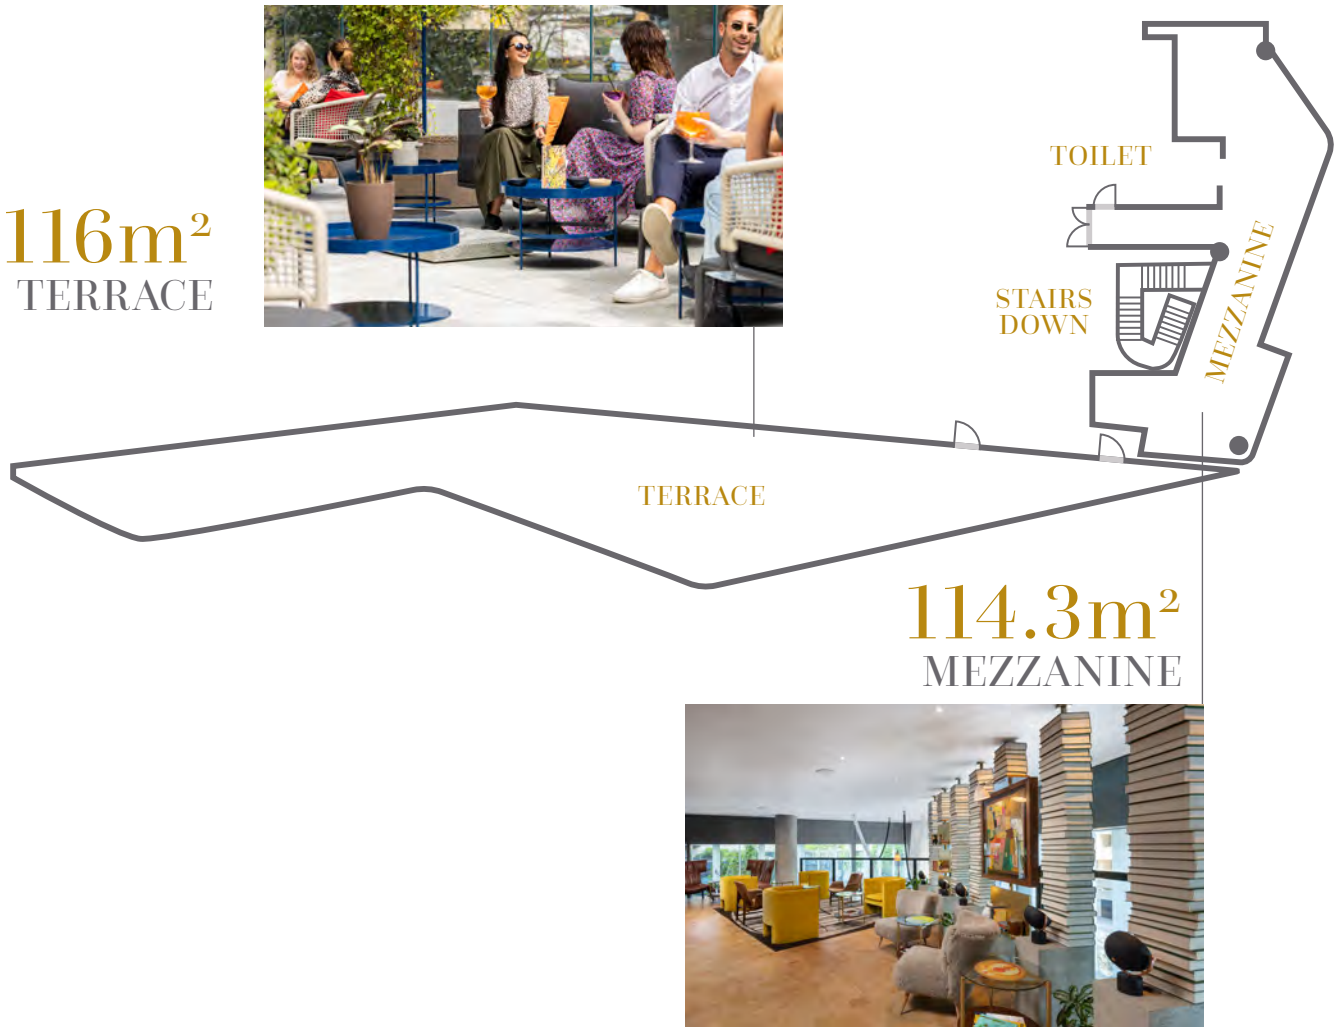 116m²
TERRACE
TOILET
STAIRS
DOWN
MEZZANINE
TERRACE
114.3m²
MEZZANINE